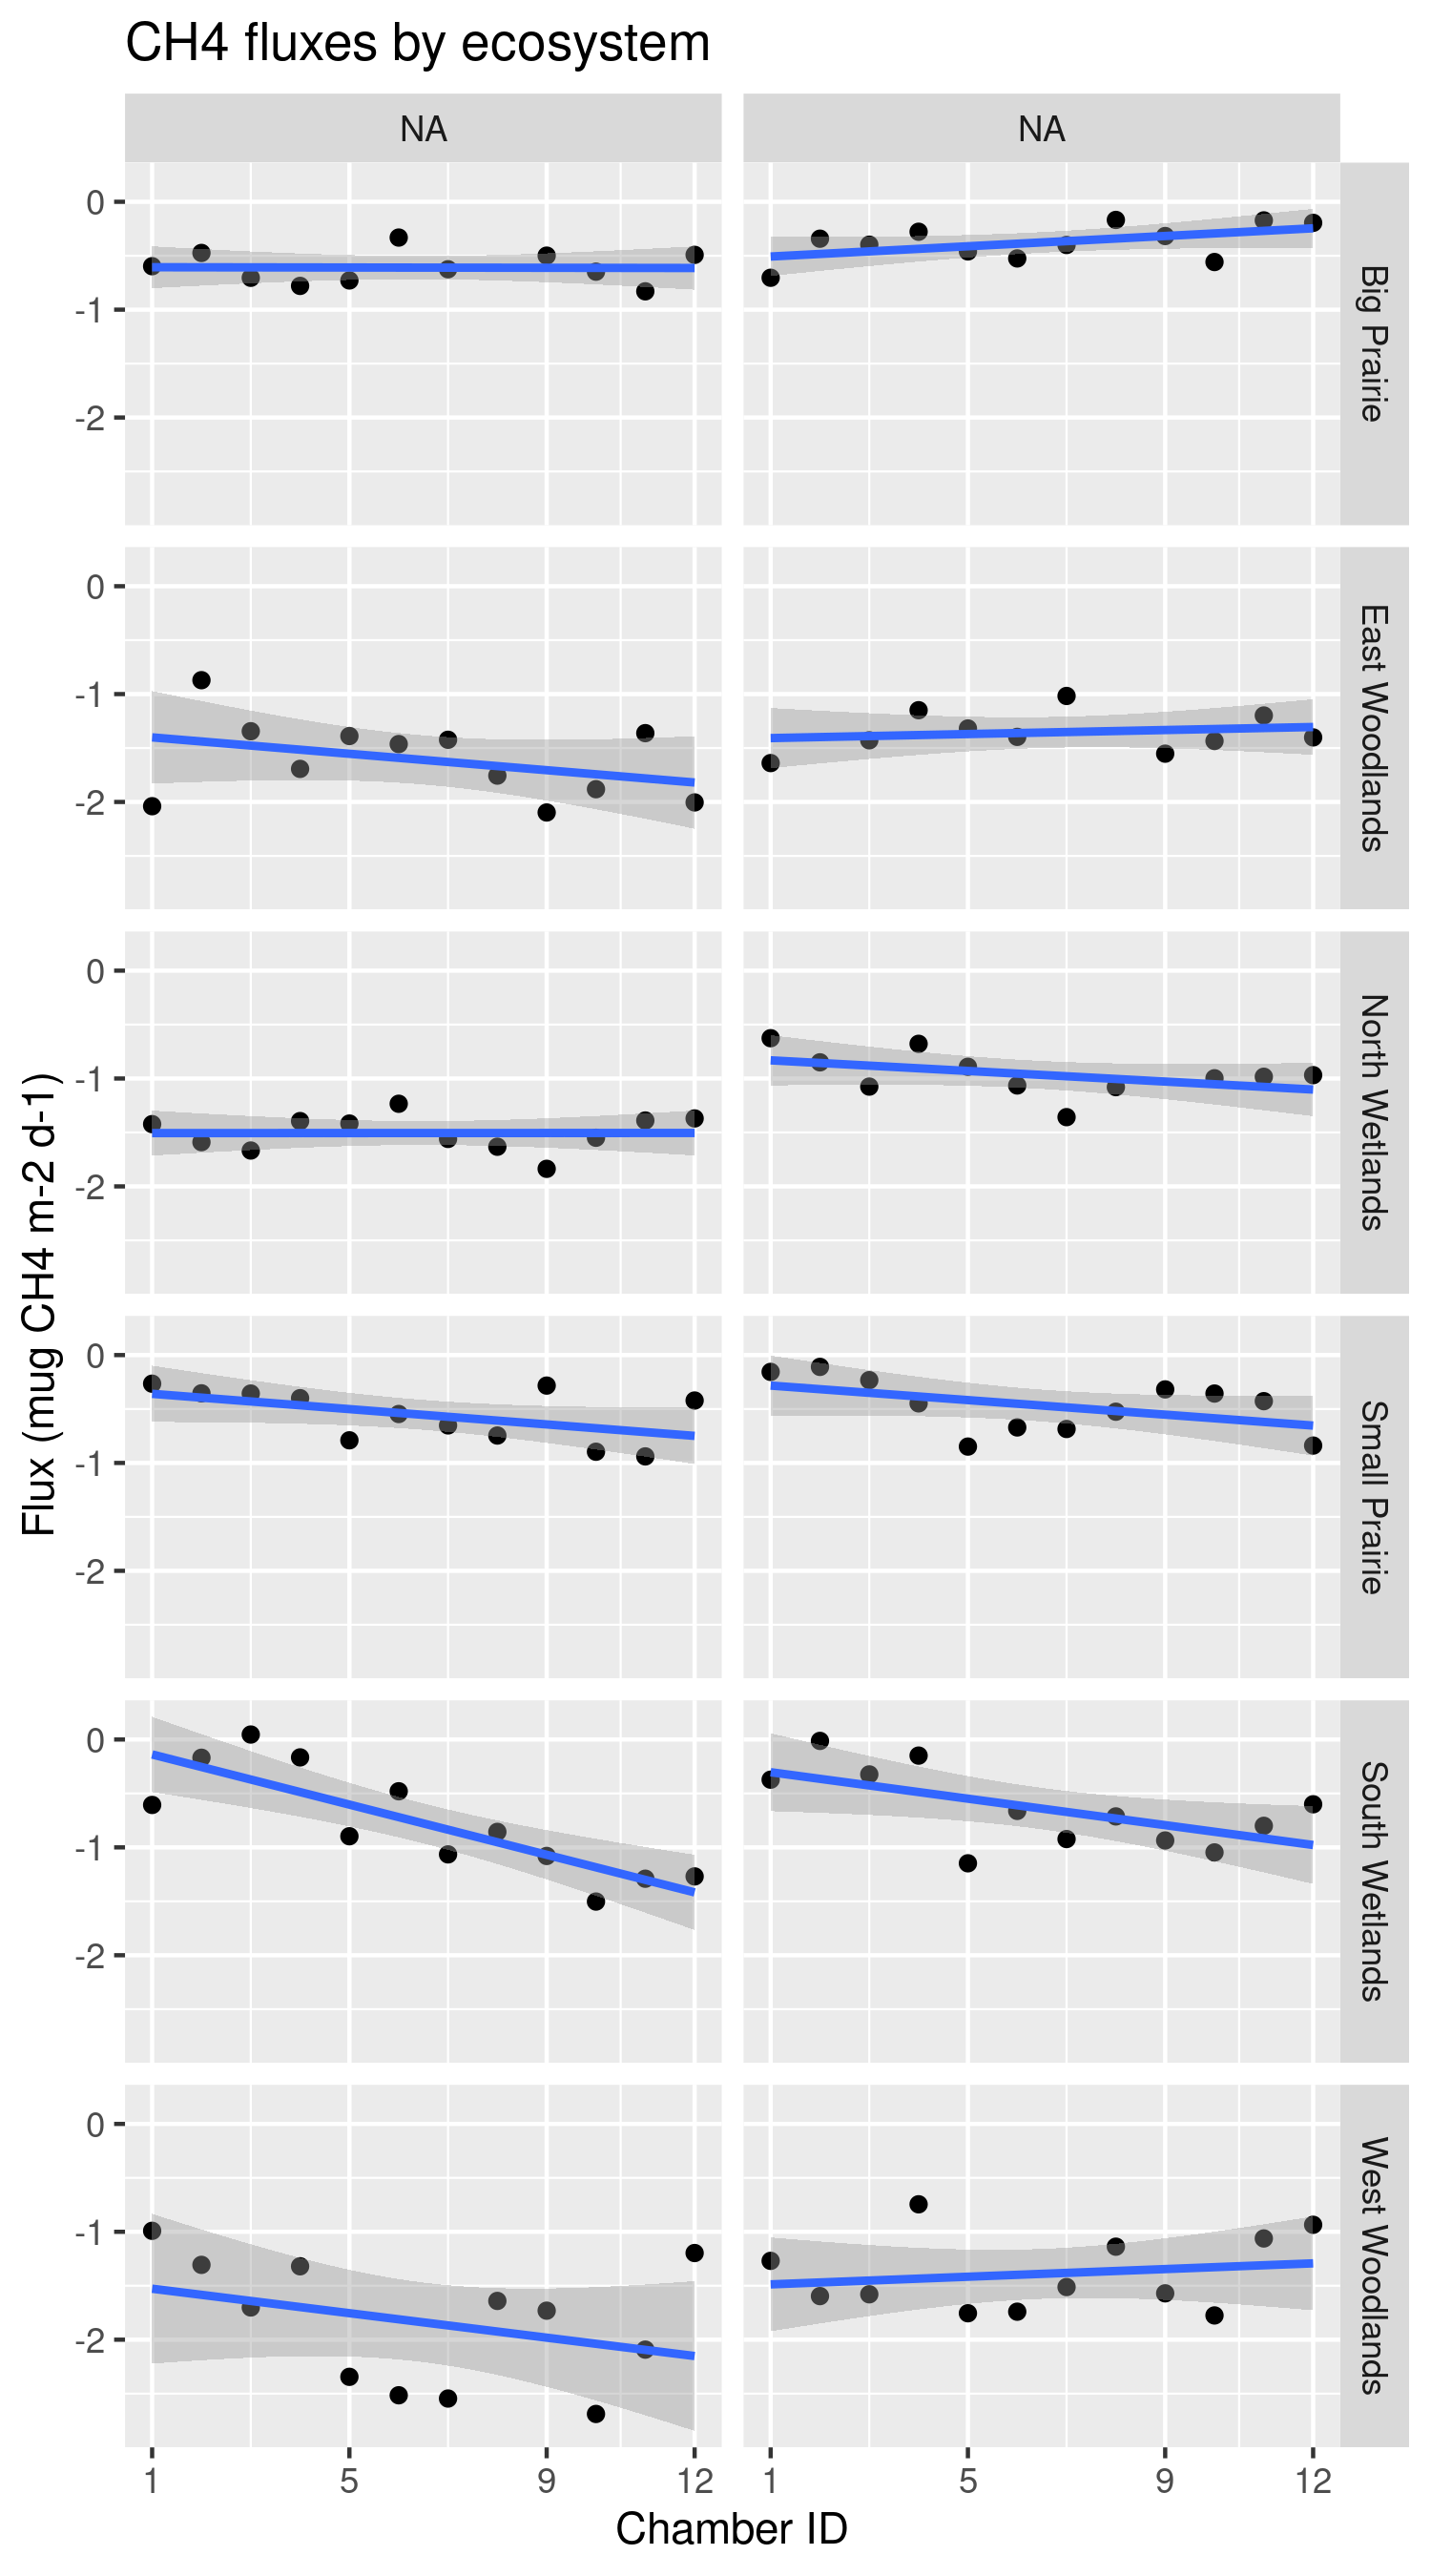 CH4 fluxes by ecosystem
NA
NA
0
-1
-2
Big Prairie
0
-1
-2
East Woodlands
0
-1
-2
North Wetlands
Flux (mug CH4 m-2 d-1)
0
-1
-2
Small Prairie
0
-1
-2
South Wetlands
0
-1
-2
West Woodlands
1 5 9 12
1 5 9 12
Chamber ID